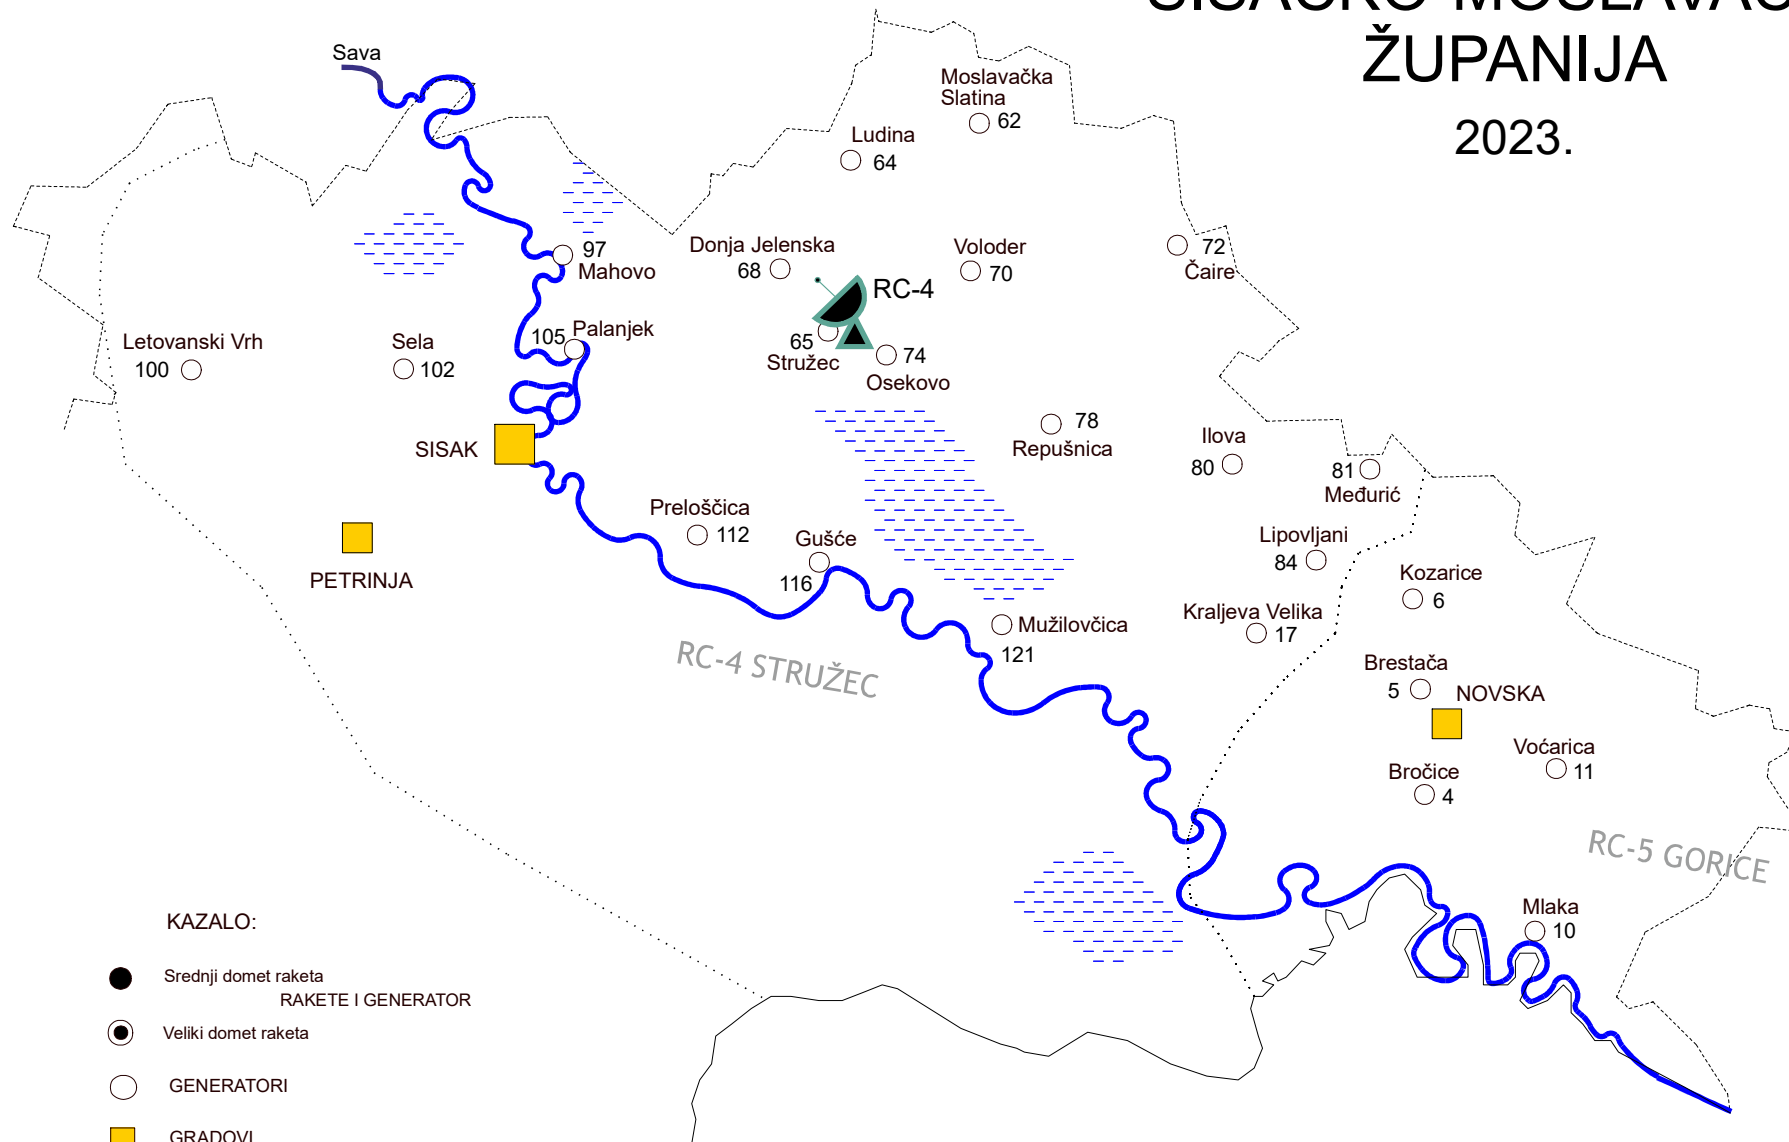 ŽUPANIJA
2023.
Sava
Moslavačka
Slatina
62
Ludina
64
97
Mahovo
Donja Jelenska
68
Voloder
70
72
Čaire
RC-4
Letovanski Vrh
100
Sela
102
105
Palanjek
65
Stružec
74
Osekovo
SISAK
78
Repušnica
Ilova
80
81
Međurić
Preloščica
112
Gušće
116
Lipovljani
84
PETRINJA
Kozarice
6
Mužilovčica
121
Kraljeva Velika
17
RC-4 STRUŽEC
Brestača
5
NOVSKA
Voćarica
11
Bročice
4
RC-5 GORICE
Mlaka
10
KAZALO:
Srednji domet raketa
RAKETE I GENERATOR
Veliki domet raketa
GENERATORI
GRADOVI